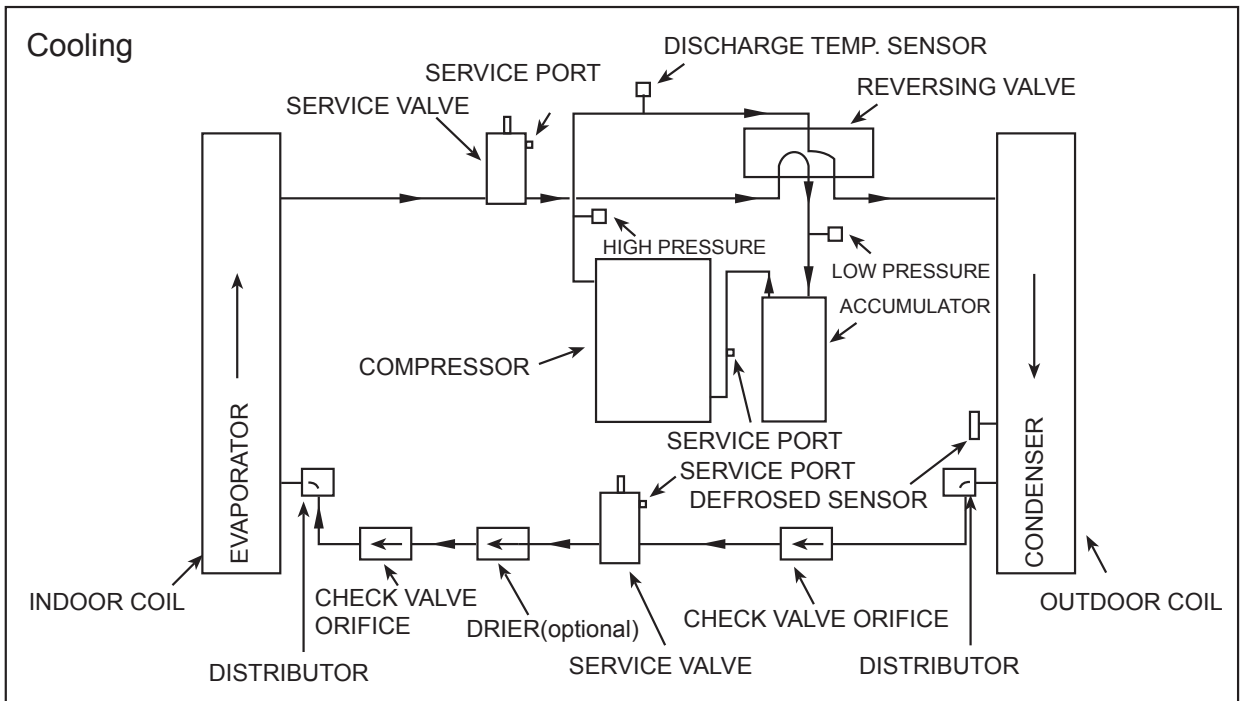 Cooling
DISCHARGE TEMP. SENSOR
SERVICE PORT
SERVICE VALVE
REVERSING VALVE
HIGH PRESSURE
LOW PRESSURE
ACCUMULATOR
COMPRESSOR
SERVICE PORT
SERVICE PORT
DEFROSED SENSOR
EVAPORATOR
CONDENSER
INDOOR COIL
CHECK VALVE
ORIFICE
DRIER(optional)
CHECK VALVE ORIFICE
OUTDOOR COIL
DISTRIBUTOR
SERVICE VALVE
DISTRIBUTOR